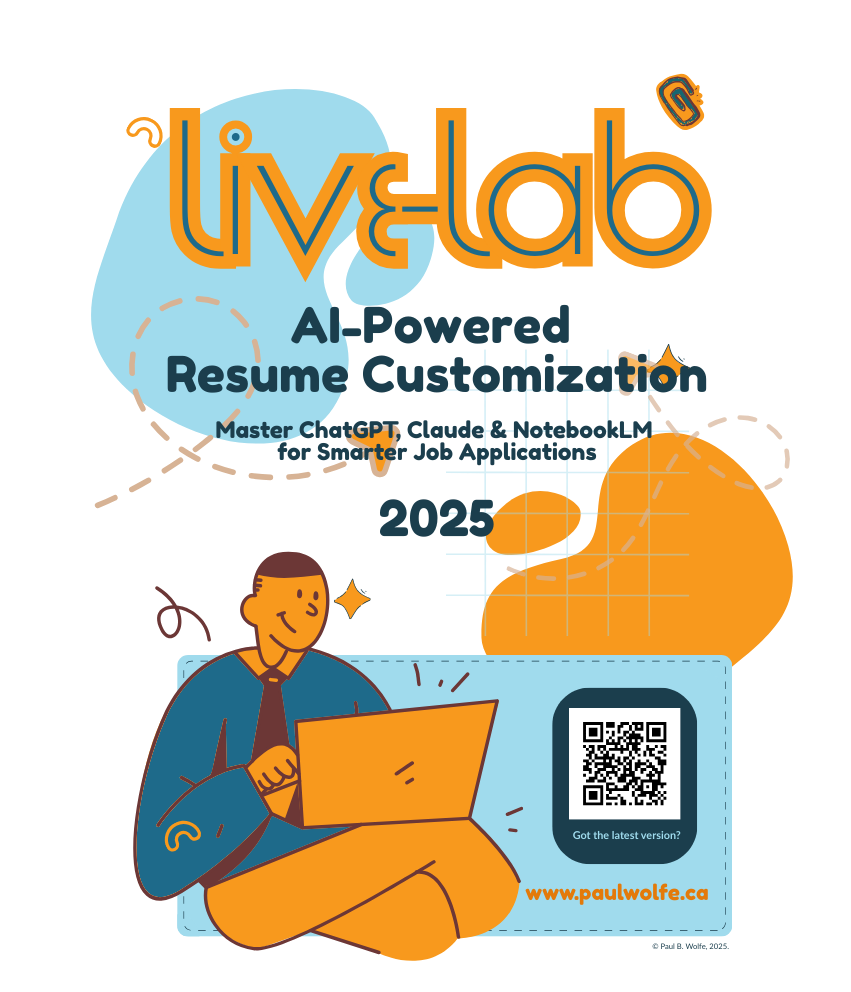 live-lab
AI-Powered
Resume Customization
Master ChatGPT, Claude & NotebookLM
for Smarter Job Applications
2025
Got the latest version?
www.paulwolfe.ca
© Paul B. Wolfe, 2025.